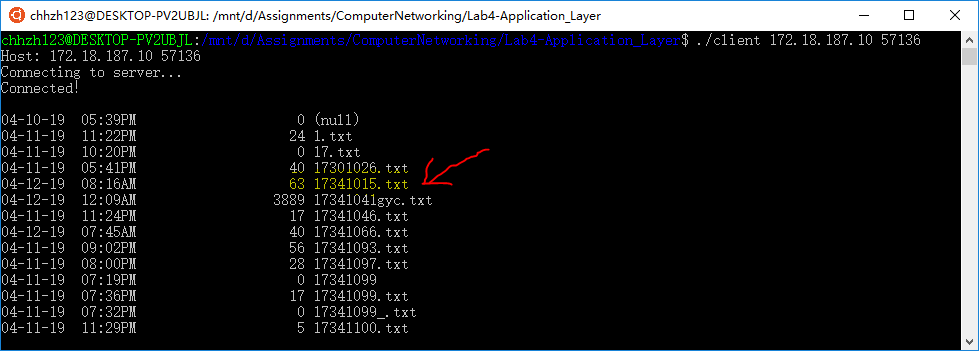 chhzh123@DESKTOP-PV2UBJL: /mnt/d/Assignments/ComputerNetworking/Lab4-Application_Layer
chhzh123@DESKTOP-PV2UBJL:/mnt/d/Assignments/ComputerNetworking/Lab4-Application_Layer$ ./client 172.18.187.10 57136
Host: 172.18.187.10 57136
Connecting to server...
Connected!
04-10-19  05:39PM                    0 (null)
04-11-19  11:22PM                   24 1.txt
04-11-19  10:20PM                    0 17.txt
04-11-19  05:41PM                   40 17301026.txt
04-12-19  08:16AM                   63 17341015.txt
04-12-19  12:09AM                 3889 17341041gyc.txt
04-11-19  11:24PM                   17 17341046.txt
04-12-19  07:45AM                   40 17341066.txt
04-11-19  09:02PM                   56 17341093.txt
04-11-19  08:00PM                   28 17341097.txt
04-11-19  07:19PM                    0 17341099
04-11-19  07:36PM                   17 17341099.txt
04-11-19  07:32PM                    0 17341099_.txt
04-11-19  11:29PM                    5 17341100.txt